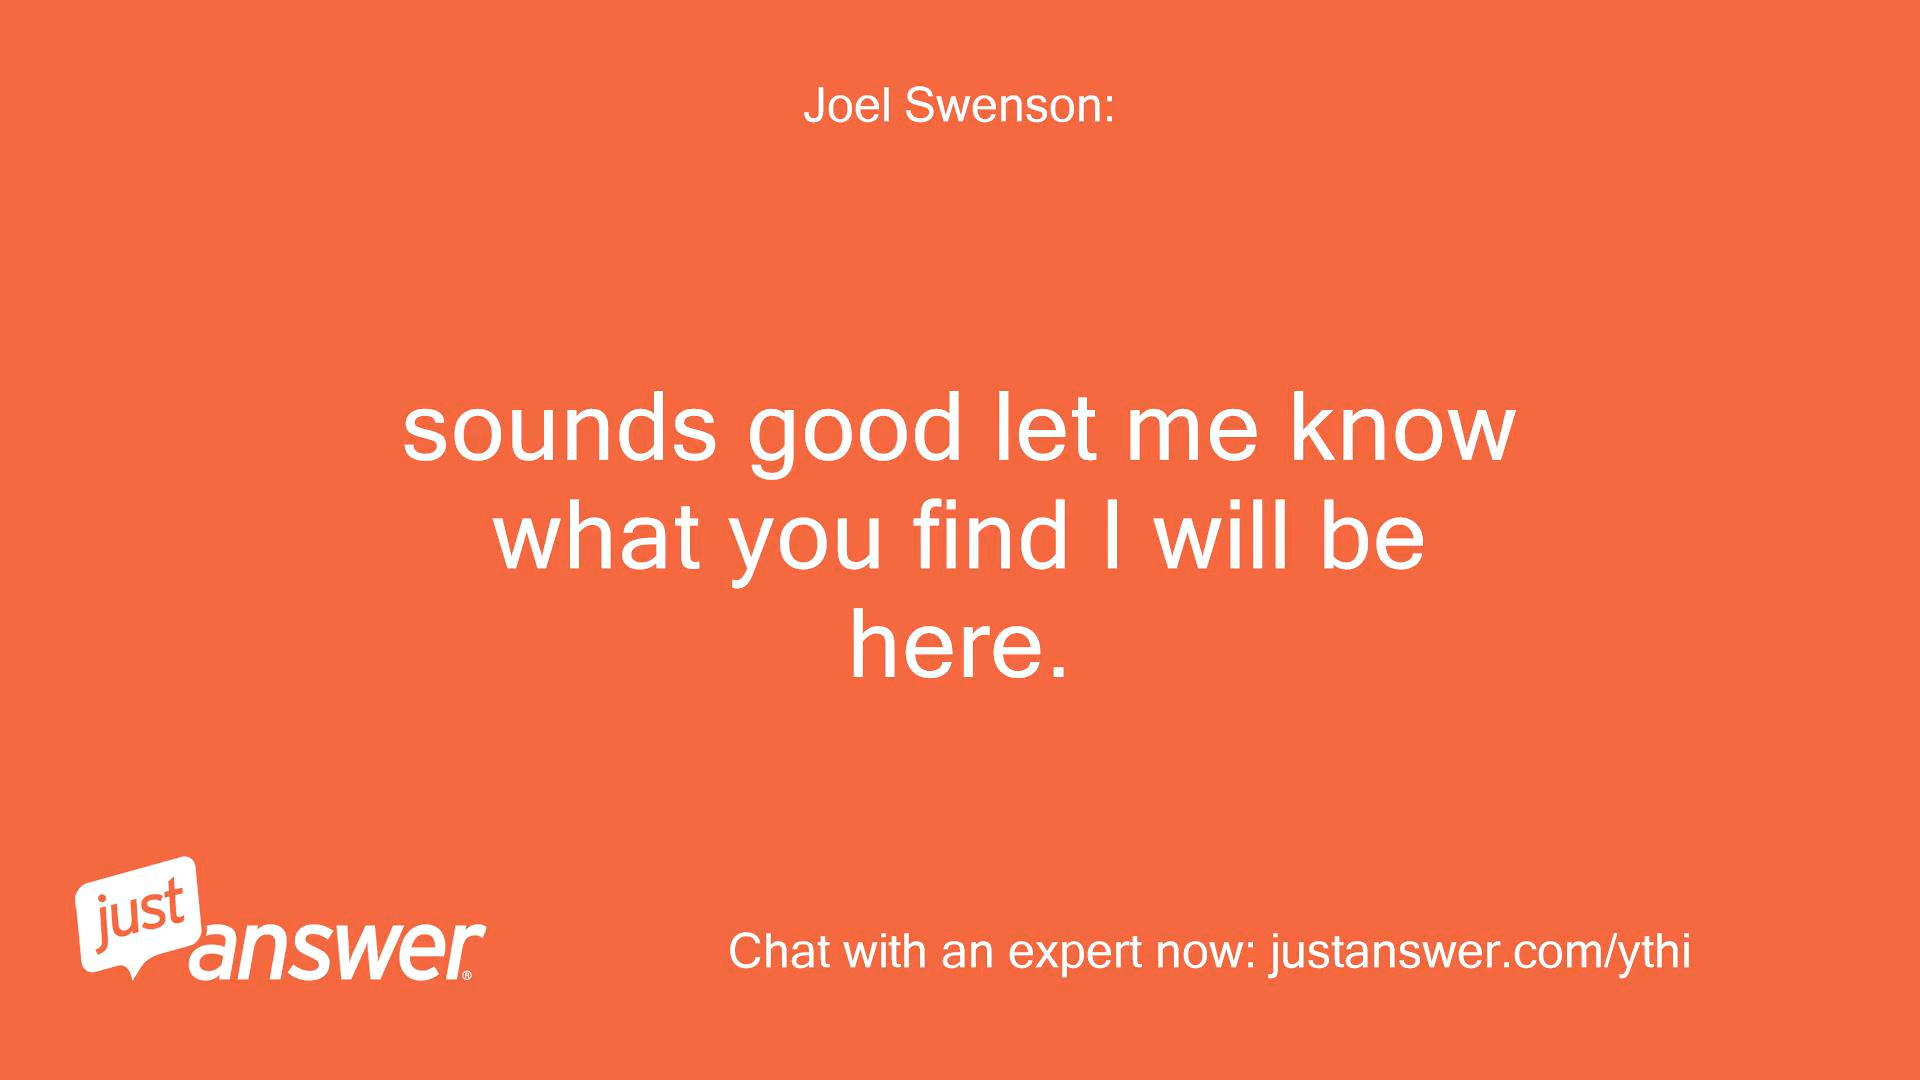 Joel Swenson:
sounds good let me know
what you find I will be
here.
just
answer®
Chat with an expert now: justanswer.com/ythi